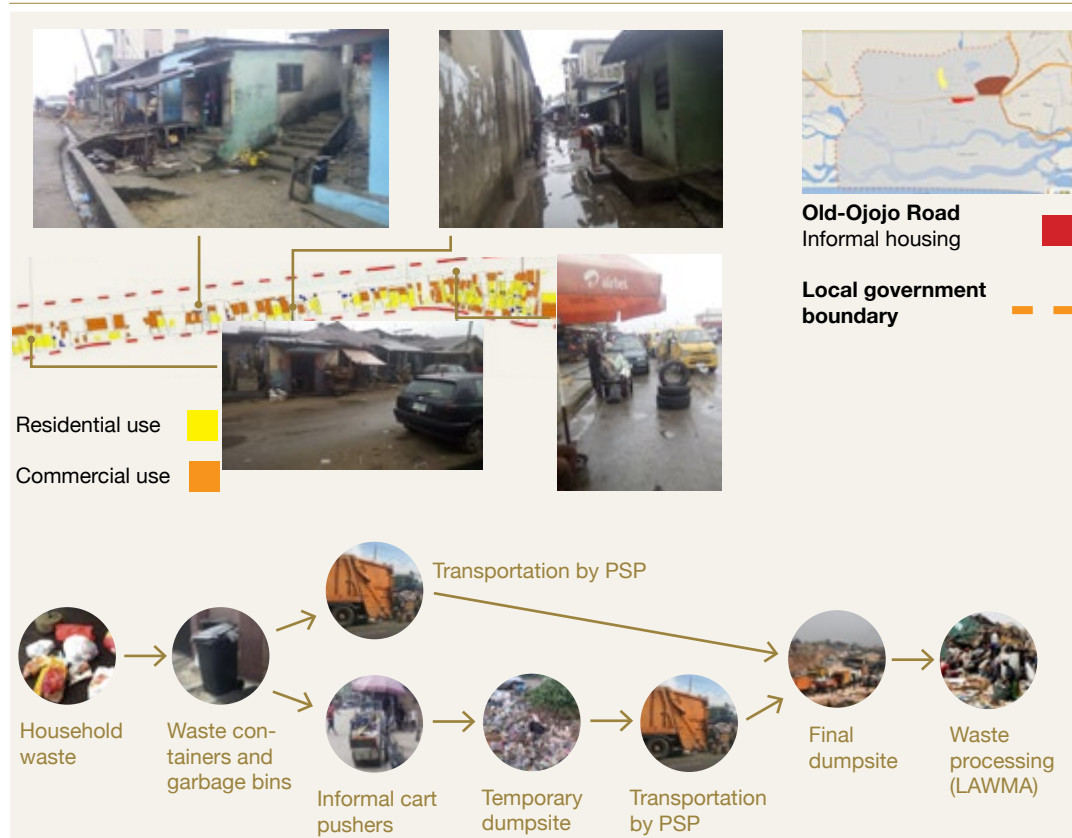 Old-Ojojo Road
Informal housing
Local government
boundary
airtel
Residential use
Commercial use
Transportation by PSP
Household
waste
Waste con-
tainers and
garbage bins
Informal cart
pushers
Temporary
dumpsite
Transportation
by PSP
Final
dumpsite
Waste
processing
(LAWMA)